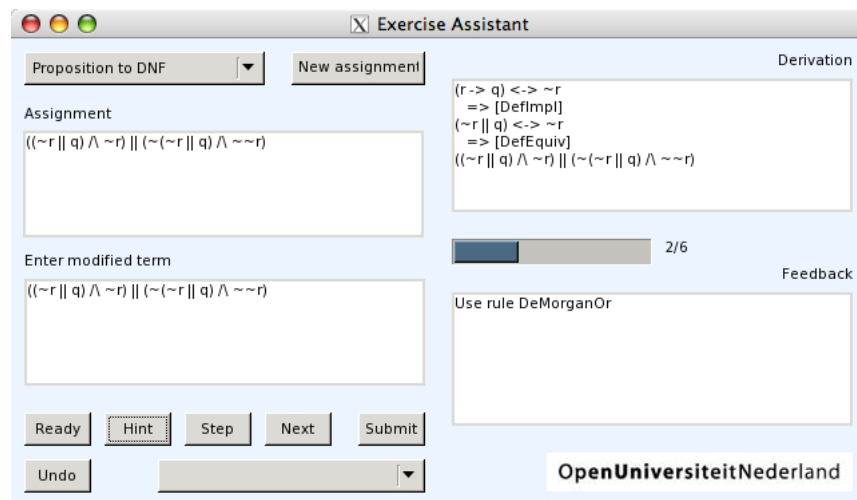 X Exercise Assistant
Proposition to DNF
New assignment
Assignment
((~r || q) /\ ~r) || (~(~r || q) /\ ~~r)
Enter modified term
((~r || q) /\ ~r) || (~(~r || q) /\ ~~r)
Ready Hint Step Next Submit
Undo
Derivation
(r -> q) <-> ~r
=> [DefImpl]
(~r || q) <-> ~r
=> [DefEquiv]
((~r || q) /\ ~r) || (~(~r || q) /\ ~~r)
2/6
Feedback
Use rule DeMorganOr
OpenUniversiteitNederland